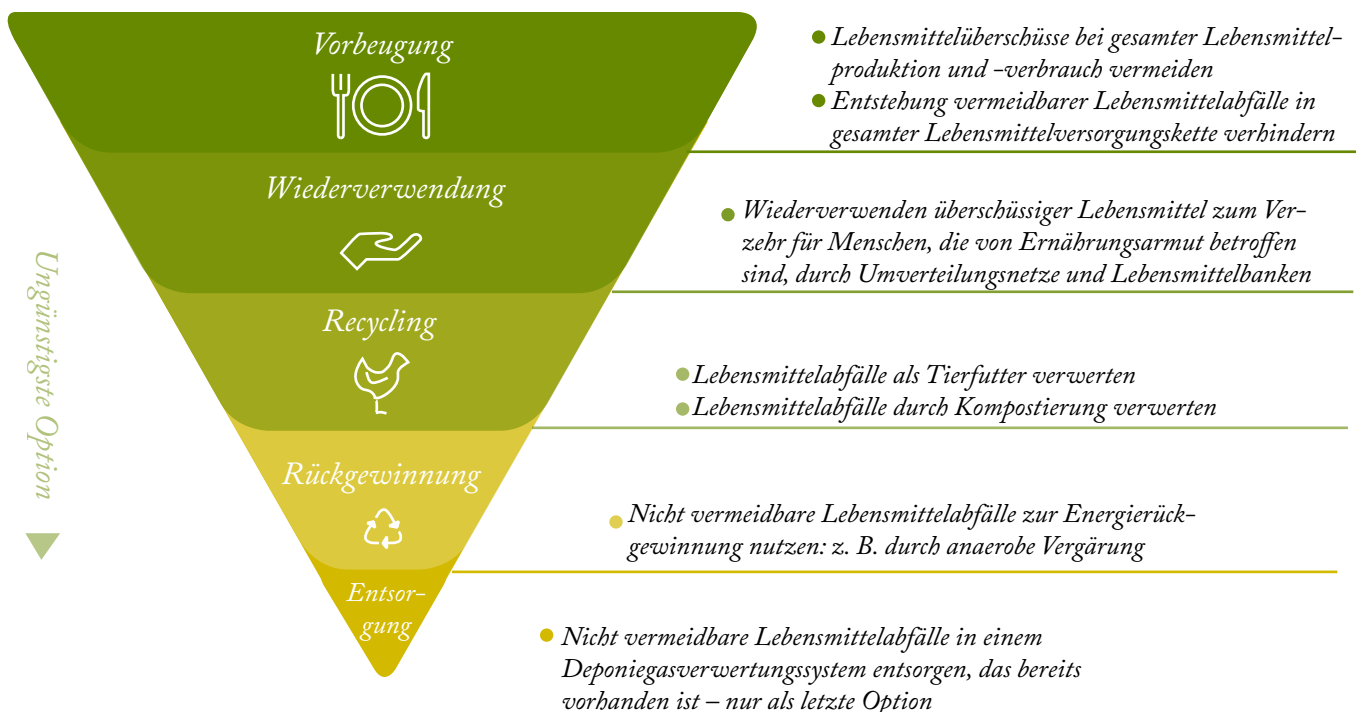 Vorbeugung
Lebensmittelüberschüsse bei gesamter Lebensmittel-
produktion und -verbrauch vermeiden
Entstehung vermeidbarer Lebensmittelabfälle in
gesamter Lebensmittelversorgungskette verhindern
Wiederverwendung
Wiederverwenden überschüssiger Lebensmittel zum Ver-
zehr für Menschen, die von Ernährungsarmut betroffen
sind, durch Umverteilungsnetze und Lebensmittelbanken
Ungünstigste Option
Recycling
Lebensmittelabfälle als Tierfutter verwerten
Lebensmittelabfälle durch Kompostierung verwerten
Rückgewinnung
Nicht vermeidbare Lebensmittelabfälle zur Energierück-
gewinnung nutzen: z. B. durch anaerobe Vergärung
Entsor-
gung
Nicht vermeidbare Lebensmittelabfälle in einem
Deponiegasverwertungssystem entsorgen, das bereits
vorhanden ist – nur als letzte Option